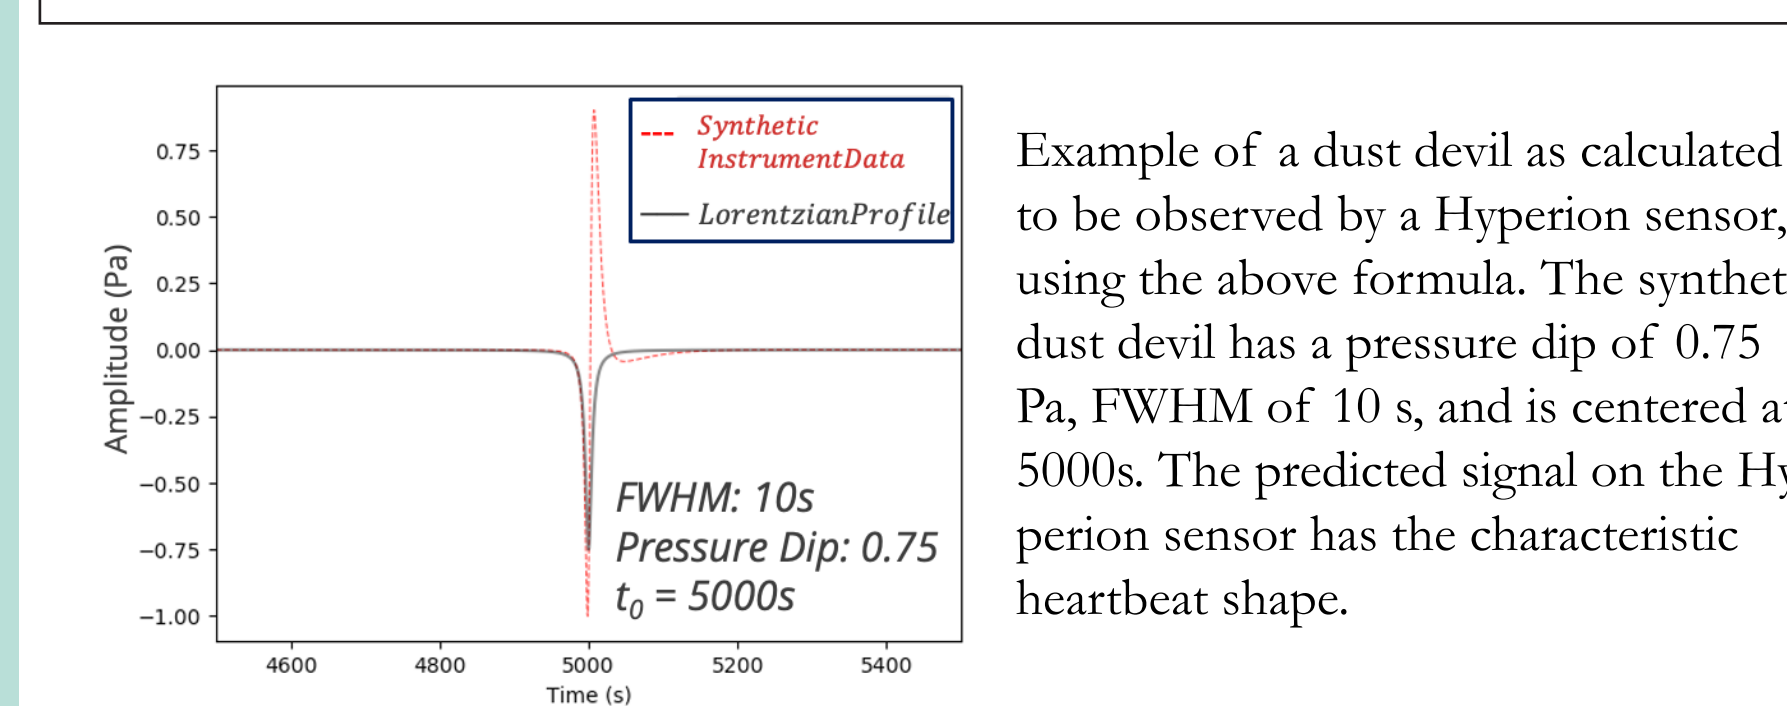 Synthetic
InstrumentData
LorentzianProfile
0.75
0.50
0.25
0.00
−0.25
−0.50
−0.75
−1.00
Amplitude (Pa)
FWHM: 10s
Pressure Dip: 0.75
t0 = 5000s
4600 4800 5000 5200 5400
Time (s)
Example of a dust devil as calculated
to be observed by a Hyperion sensor,
using the above formula. The
dust devil has a pressure dip of 0.75
Pa, FWHM of 10 s, and is centered
5000s. The predicted signal on the
perion sensor has the characteristic
heartbeat shape.